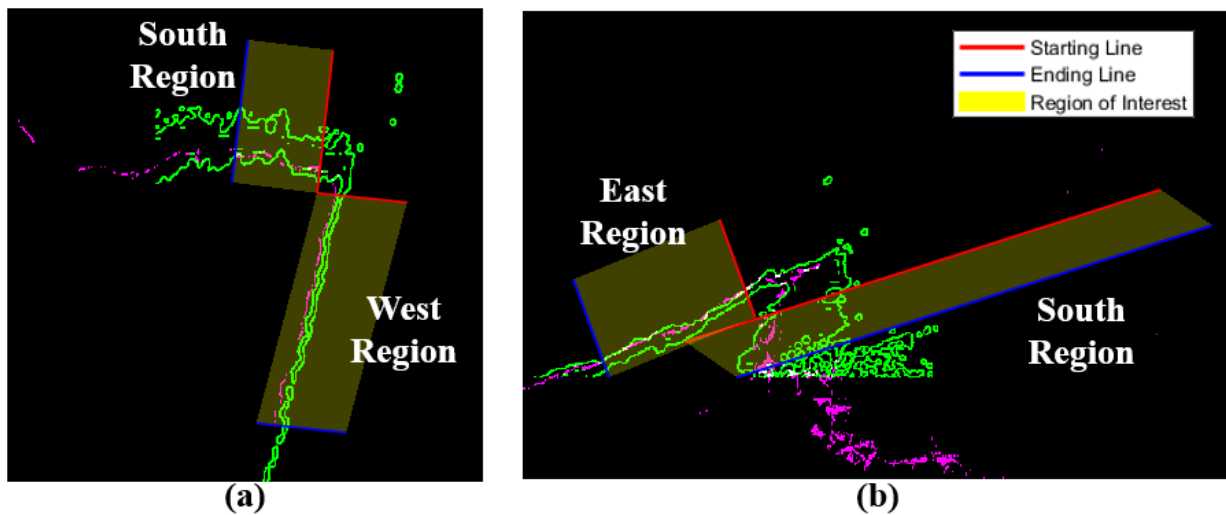 South
Region
West
Region
(a)
Starting Line
Ending Line
Region of Interest
East
Region
South
Region
(b)